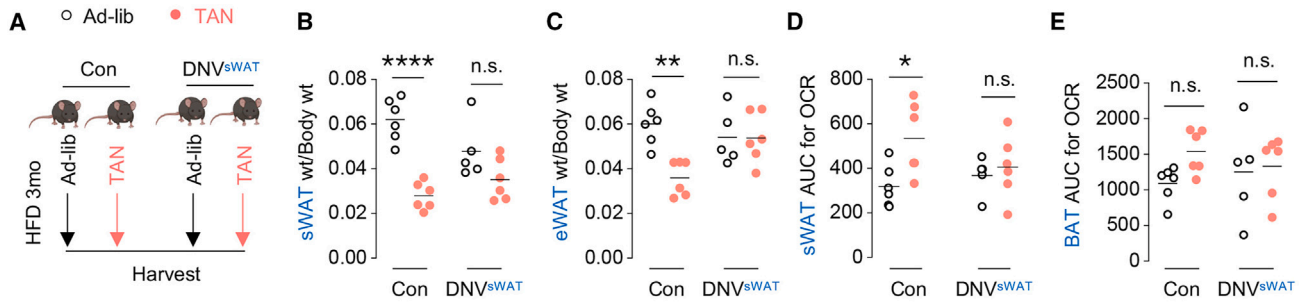 A
Ad-lib TAN
Con DNVsWAT
HFD 3mo
Ad-lib TAN Ad-lib TAN
Harvest
B
**** n.s.
sWAT wt/Body wt
0.08
0.06
0.04
0.02
0.00
Con DNVsWAT
C
** n.s.
eWAT wt/Body wt
0.08
0.06
0.04
0.02
0.00
Con DNVsWAT
D
* n.s.
sWAT AUC for OCR
800
600
400
200
0
Con DNVsWAT
E
n.s. n.s.
BAT AUC for OCR
2500
2000
1500
1000
500
0
Con DNVsWAT